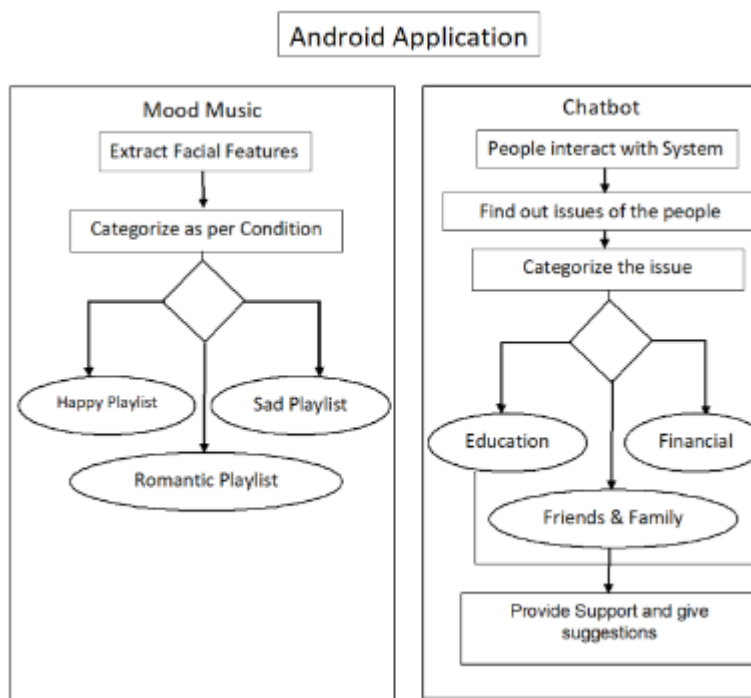 Android Application
Mood Music
Extract Facial Features
Categorize as per Condition
Happy Playlist
Sad Playlist
Romantic Playlist
Chatbot
People interact with System
Find out issues of the people
Categorize the issue
Education
Financial
Friends & Family
Provide Support and give
suggestions